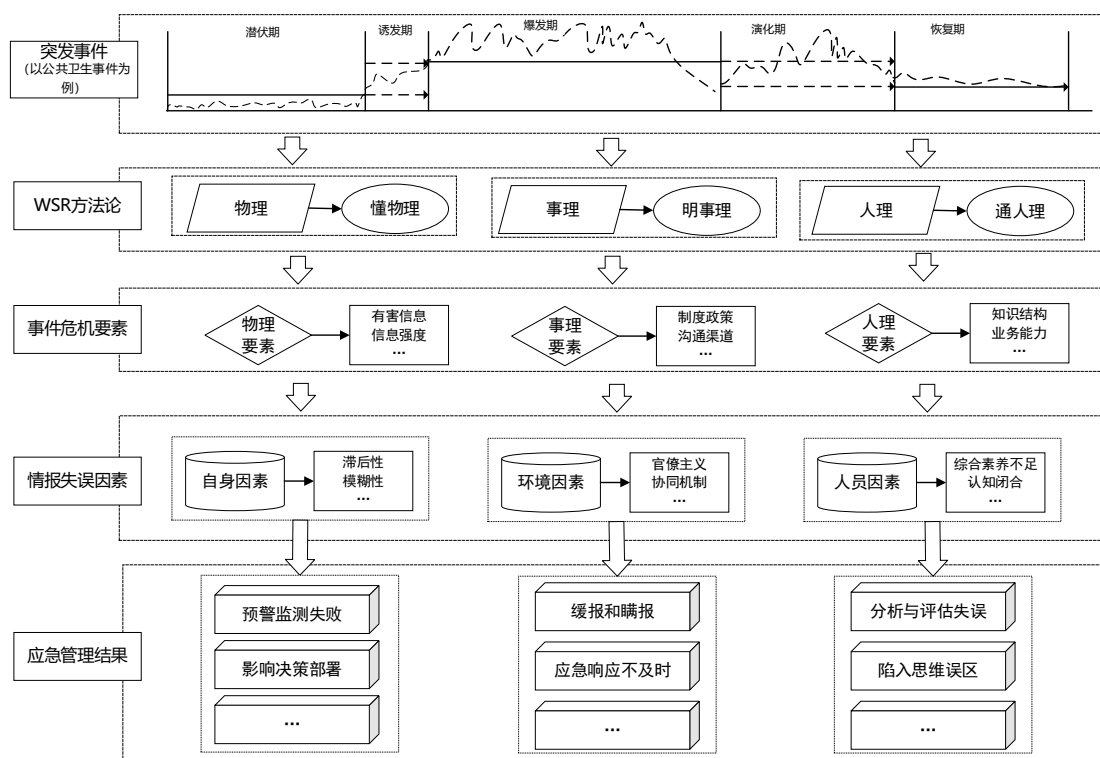 潜伏期
诱发期
爆发期
演化期
恢复期
突发事件
(以公共卫生事件为
例)
WSR方法论
物理
懂物理
事理
明事理
人理
通人理
事件危机要素
物理
要素
有害信息
信息强度
...
事理
要素
制度政策
沟通渠道
...
人理
要素
知识结构
业务能力
...
情报失误因素
自身因素
滞后性
模糊性
...
环境因素
官僚主义
协同机制
...
人员因素
综合素养不足
认知闭合
...
应急管理结果
预警监测失败
影响决策部署
...
缓报和瞒报
应急响应不及时
...
分析与评估失误
陷入思维误区
...